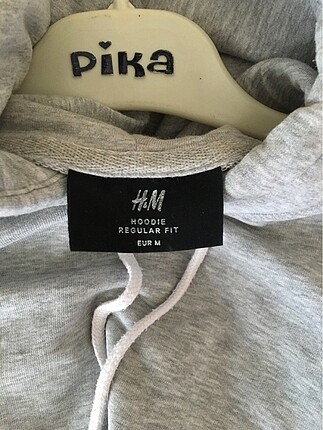 PiKa
H&M
HOODIE
REGULAR FIT
EUR M